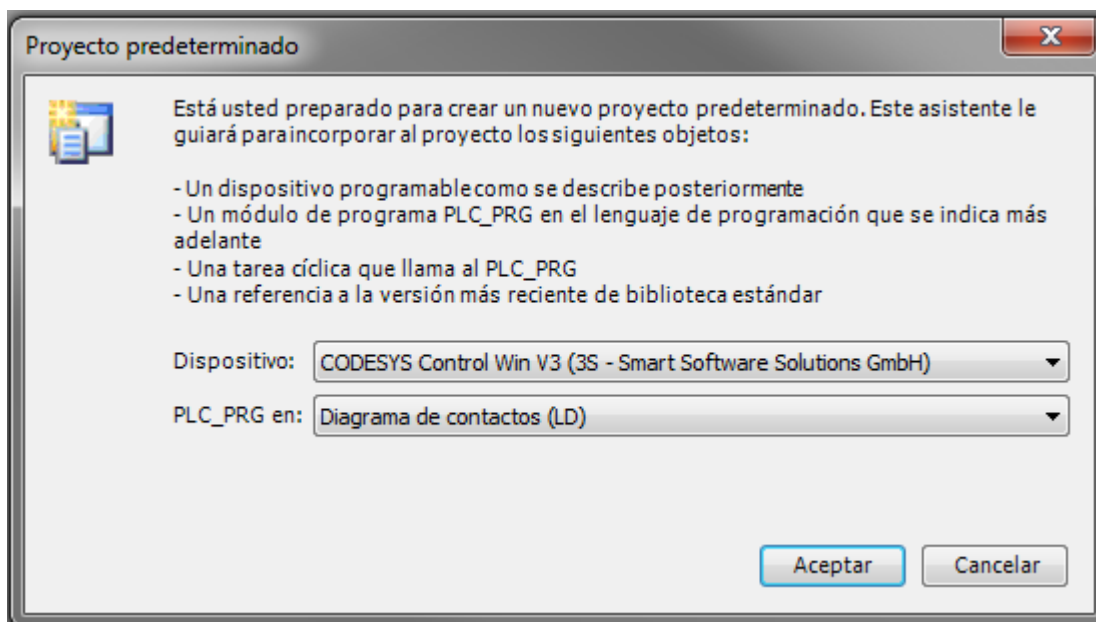 Proyecto predeterminado
Está usted preparado para crear un nuevo proyecto predeterminado. Este asistente le
guiará para incorporar al proyecto los siguientes objetos:
- Un dispositivo programable como se describe posteriormente
- Un módulo de programa PLC_PRG en el lenguaje de programación que se indica más
adelante
- Una tarea cíclica que llama al PLC_PRG
- Una referencia a la versión más reciente de biblioteca estándar
Dispositivo: CODESYS Control Win V3 (3S - Smart Software Solutions GmbH)
PLC_PRG en: Diagrama de contactos (LD)
Aceptar Cancelar